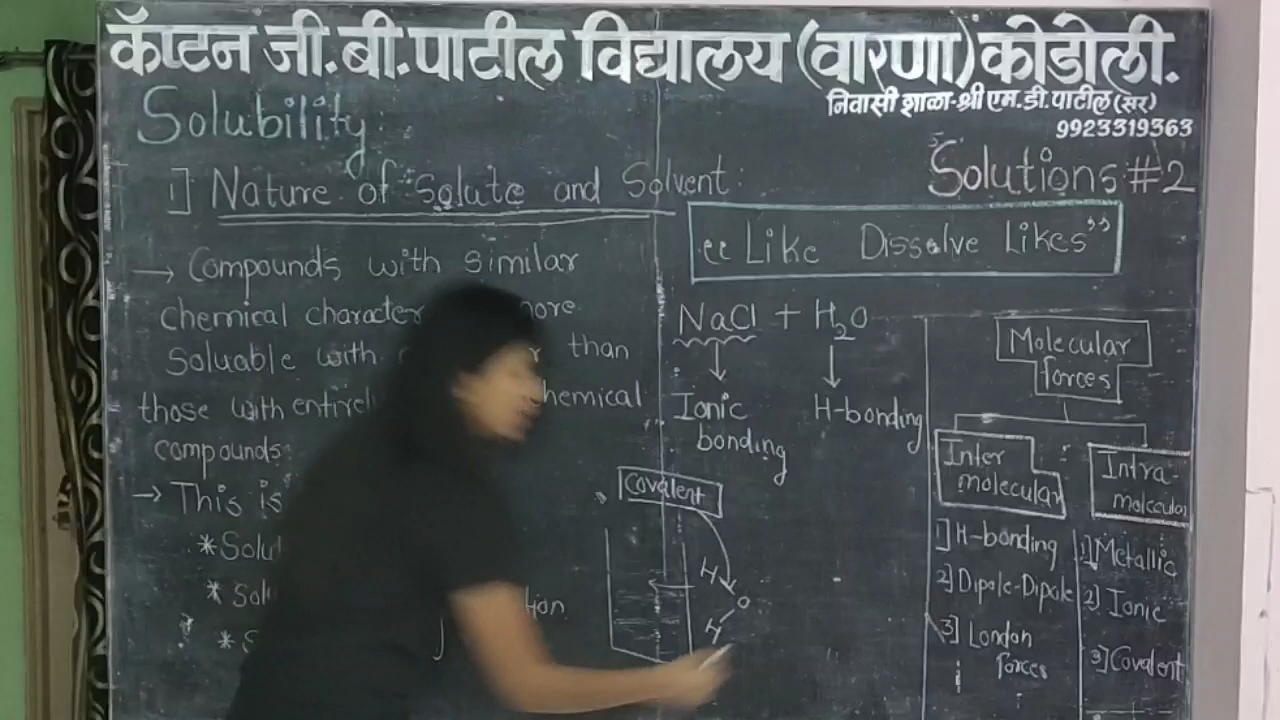 कॅप्टन जी.बी.पाटील विद्यालय (वारणा) कोडोली.
निवासी शाळा-श्री एम.डी.पाटील (सर)
9923319363
Solubility:
Solutions:#2
1] Nature of Solute and Solvent:
"Like Dissolve Likes"
→ Compounds with similar
chemical character more
Soluable with than
those with entirel chemical
compounds
→ This is
* Solu
* Solu tion
NaCl + H₂O
Ionic bonding
H-bonding
Covalent
H
O
H
Molecular forces
Inter molecular
1] H-bonding
2] Dipole-Dipole
3] London forces
Intra-molecular
1] Metallic
2] Ionic
3] Covalent